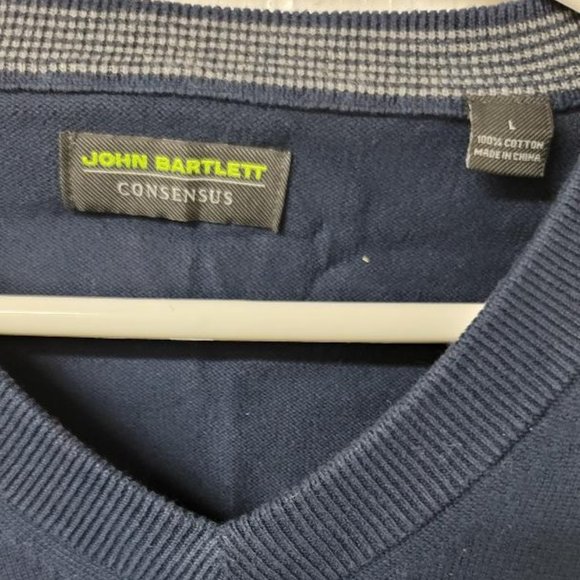 JOHN BARTLETT
CONSENSUS
L
100% COTTON
MADE IN CHINA